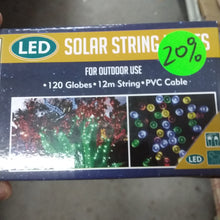 LED SOLAR STRING
20%
FOR OUTDOOR USE
•120 Globes •12m String •PVC Cable
LED